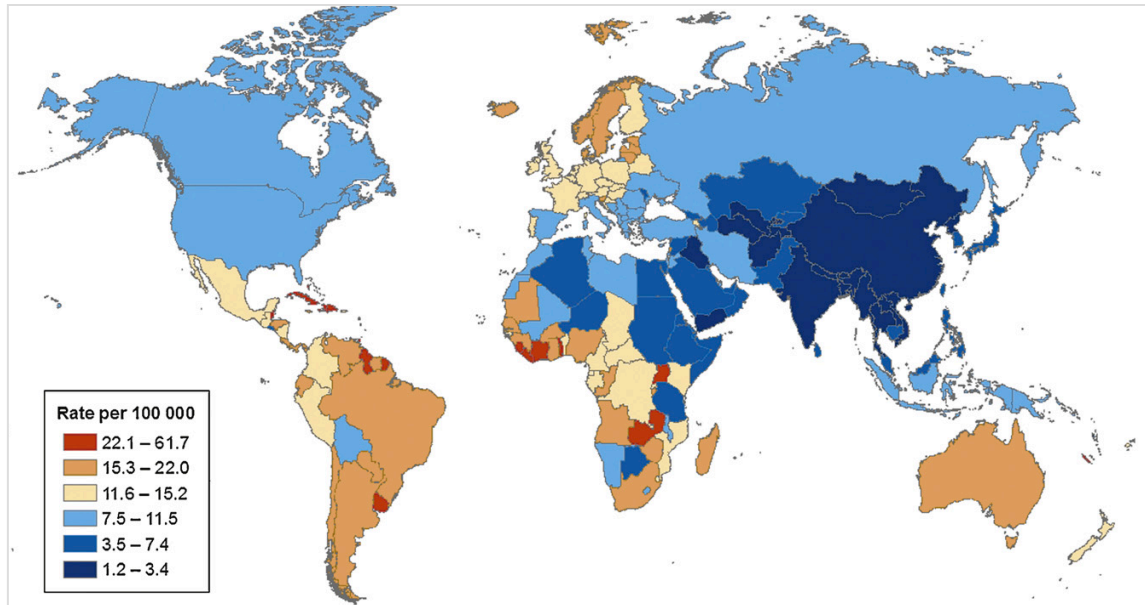 Rate per 100 000
22.1 – 61.7
15.3 – 22.0
11.6 – 15.2
7.5 – 11.5
3.5 – 7.4
1.2 – 3.4